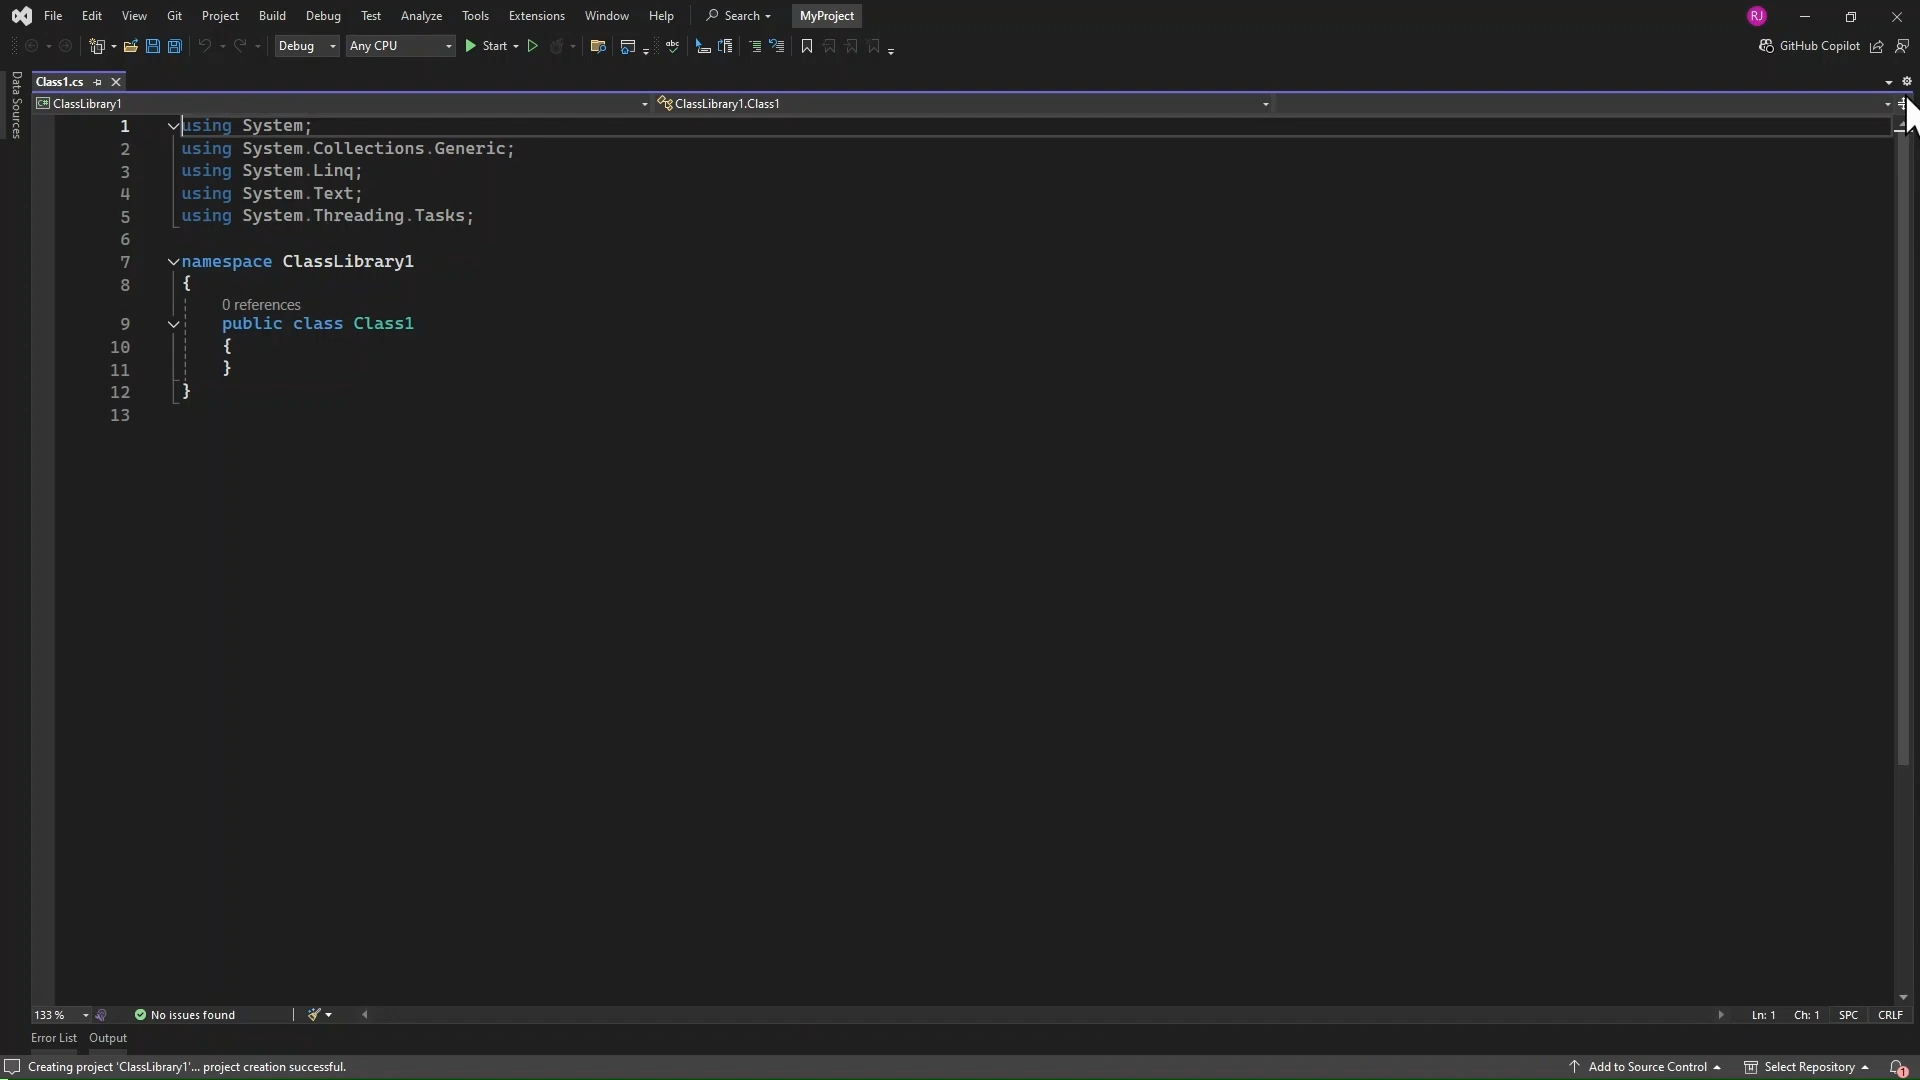 File Edit View Git Project Build Debug Test Analyze Tools Extensions Window Help Search MyProject RJ
Debug Any CPU Start abc GitHub Copilot
Data Sources
Class1.cs
C# ClassLibrary1 ClassLibrary1.Class1
1 using System;
2 using System.Collections.Generic;
3 using System.Linq;
4 using System.Text;
5 using System.Threading.Tasks;
6
7 namespace ClassLibrary1
8 {
0 references
9 public class Class1
10 {
11 }
12 }
13
133 % No issues found Ln: 1 Ch: 1 SPC CRLF
Error List Output
Creating project 'ClassLibrary1'... project creation successful. Add to Source Control Select Repository 1